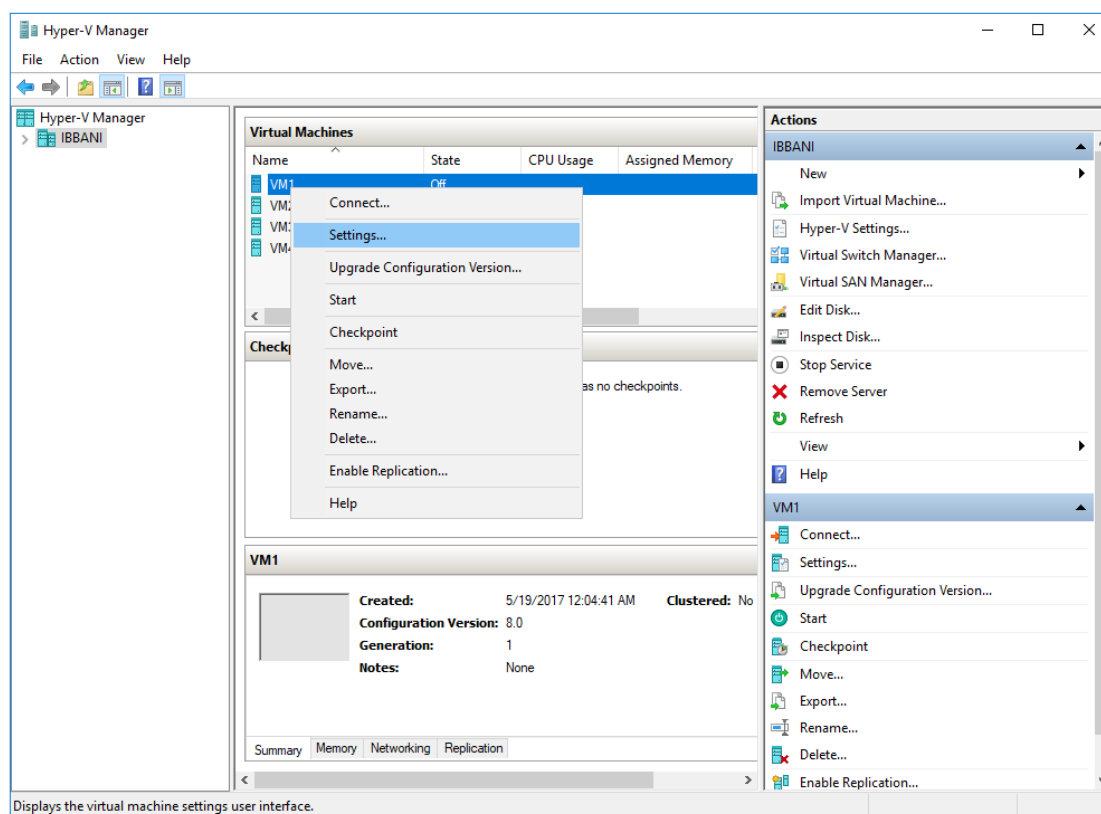 Hyper-V Manager
File Action View Help
Hyper-V Manager
IBBANI
Virtual Machines
Name State CPU Usage Assigned Memory
VM1 Off
VM2
VM3
VM4
Connect...
Settings...
Upgrade Configuration Version...
Start
Checkpoint
Move...
Export...
Rename...
Delete...
Enable Replication...
Help
as no checkpoints.
VM1
Created: 5/19/2017 12:04:41 AM Clustered: No
Configuration Version: 8.0
Generation: 1
Notes: None
Summary Memory Networking Replication
Actions
IBBANI
New
Import Virtual Machine...
Hyper-V Settings...
Virtual Switch Manager...
Virtual SAN Manager...
Edit Disk...
Inspect Disk...
Stop Service
Remove Server
Refresh
View
Help
VM1
Connect...
Settings...
Upgrade Configuration Version...
Start
Checkpoint
Move...
Export...
Rename...
Delete...
Enable Replication...
Displays the virtual machine settings user interface.